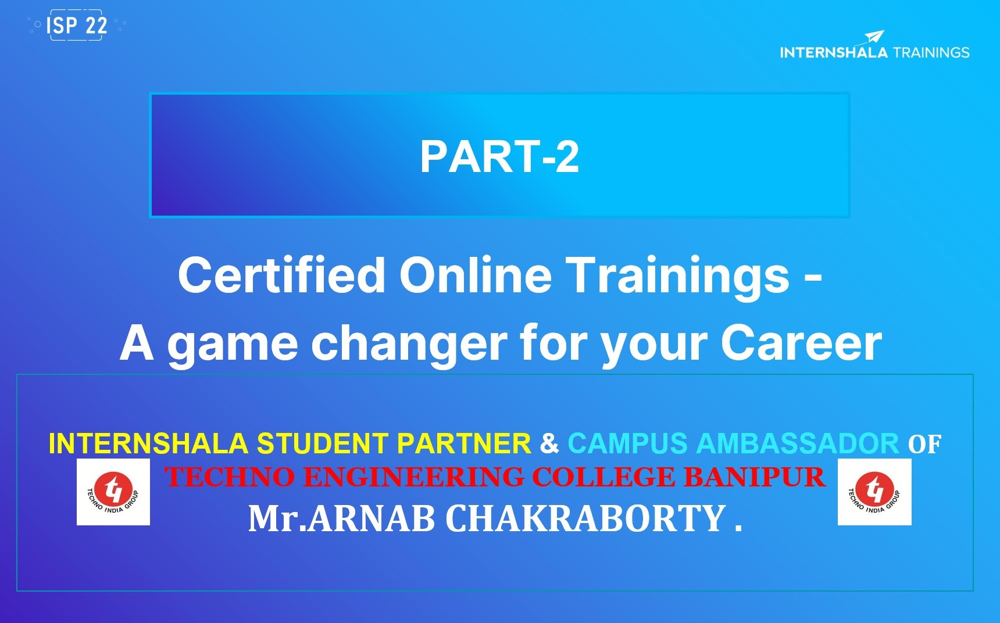 ISP 22
INTERNSHALA TRAININGS
PART-2
Certified Online Trainings -
A game changer for your Career
INTERNSHALA STUDENT PARTNER & CAMPUS AMBASSADOR OF
TECHNO ENGINEERING COLLEGE BANIPUR
Mr.ARNAB CHAKRABORTY .
TECHNO INDIA GROUP
TECHNO INDIA GROUP